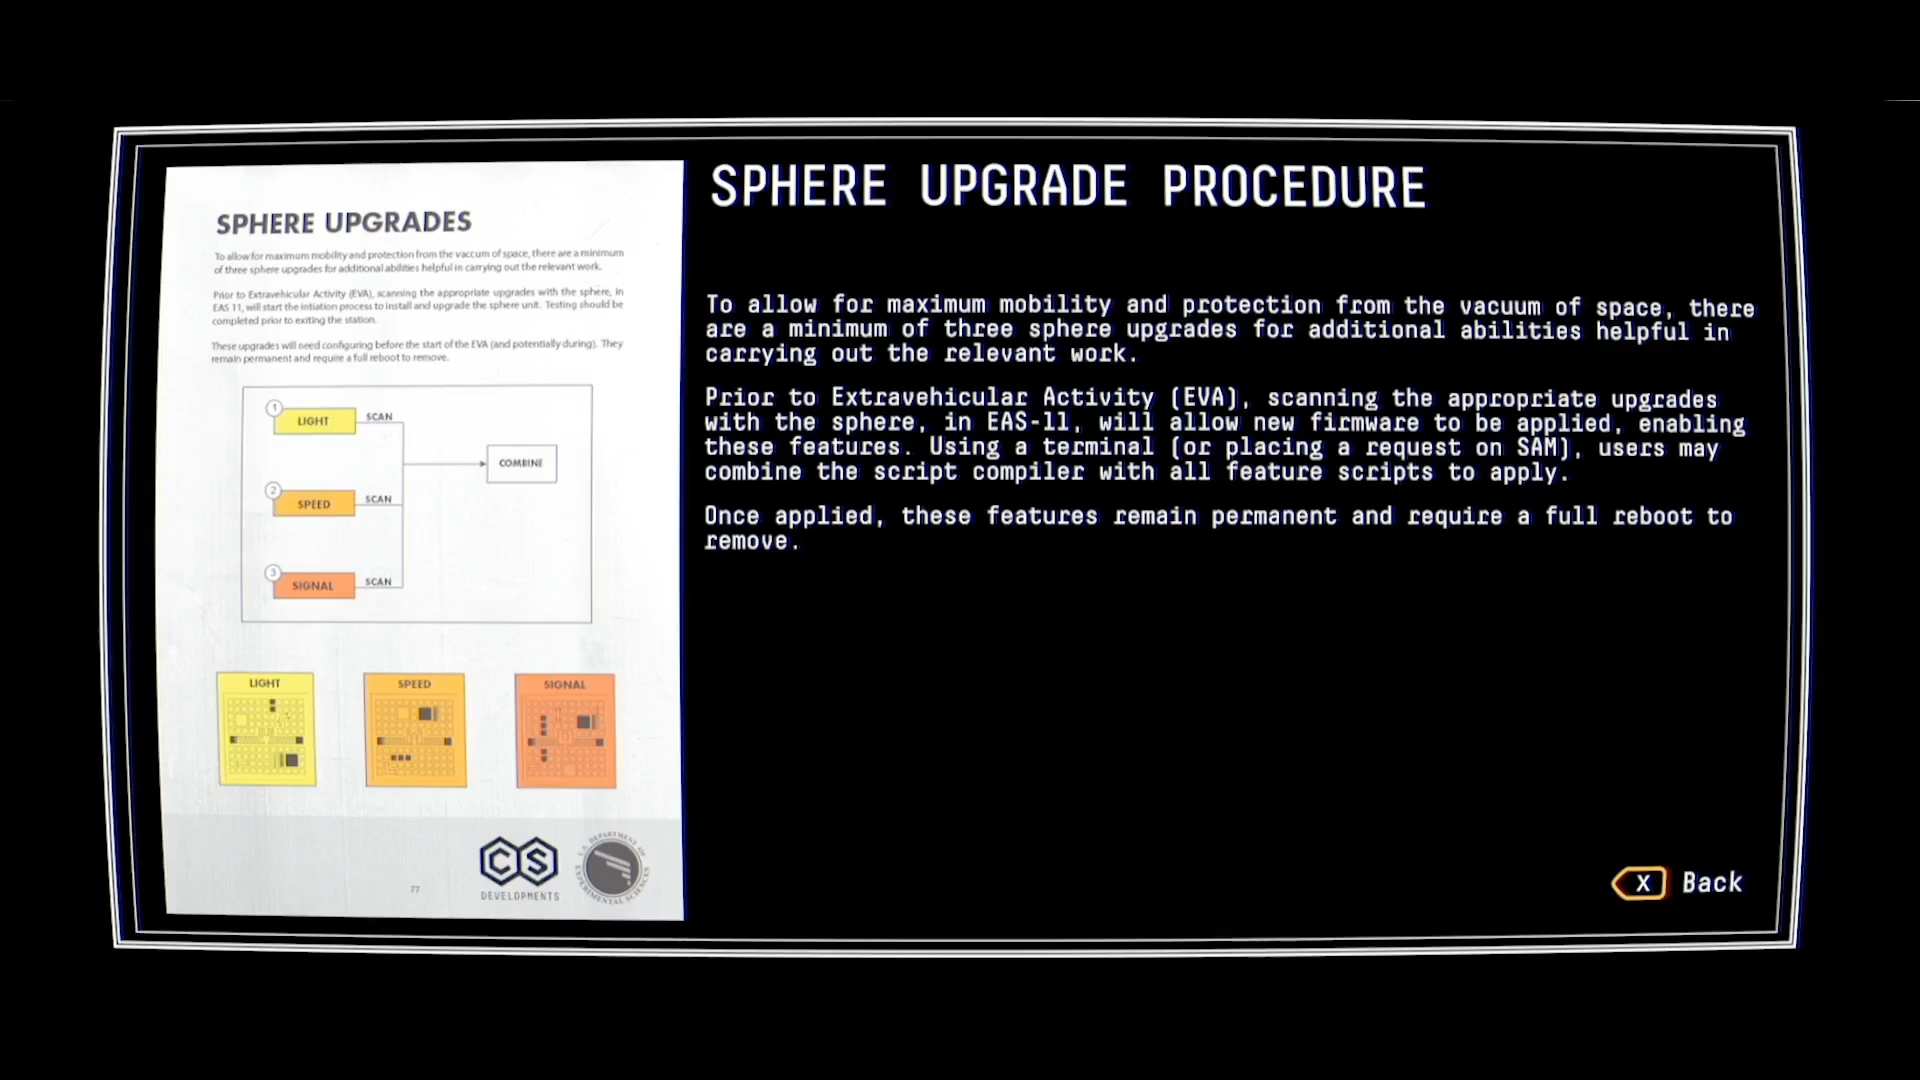 SPHERE UPGRADES
To allow for maximum mobility and protection from the vaccum of space, there are a minimum
of three sphere upgrades for additional abilities helpful in carrying out the relevant work.
Prior to Extravehicular Activity (EVA), scanning the appropriate upgrades with the sphere, in
EAS 11, will start the intiation process to install and upgrade the sphere unit. Testing should be
completed prior to exiting the station.
These upgrades will need configuring before the start of the EVA (and potentially during). They
remain permanent and require a full reboot to remove.
1
LIGHT
SCAN
COMBINE
2
SPEED
SCAN
3
SIGNAL
SCAN
LIGHT
SPEED
SIGNAL
77
CS
DEVELOPMENTS
U.S. DEPARTMENT OF
EXPERIMENTAL SCIENCES
SPHERE UPGRADE PROCEDURE
To allow for maximum mobility and protection from the vacuum of space, there
are a minimum of three sphere upgrades for additional abilities helpful in
carrying out the relevant work.
Prior to Extravehicular Activity (EVA), scanning the appropriate upgrades
with the sphere, in EAS-11, will allow new firmware to be applied, enabling
these features. Using a terminal (or placing a request on SAM), users may
combine the script compiler with all feature scripts to apply.
Once applied, these features remain permanent and require a full reboot to
remove.
X Back